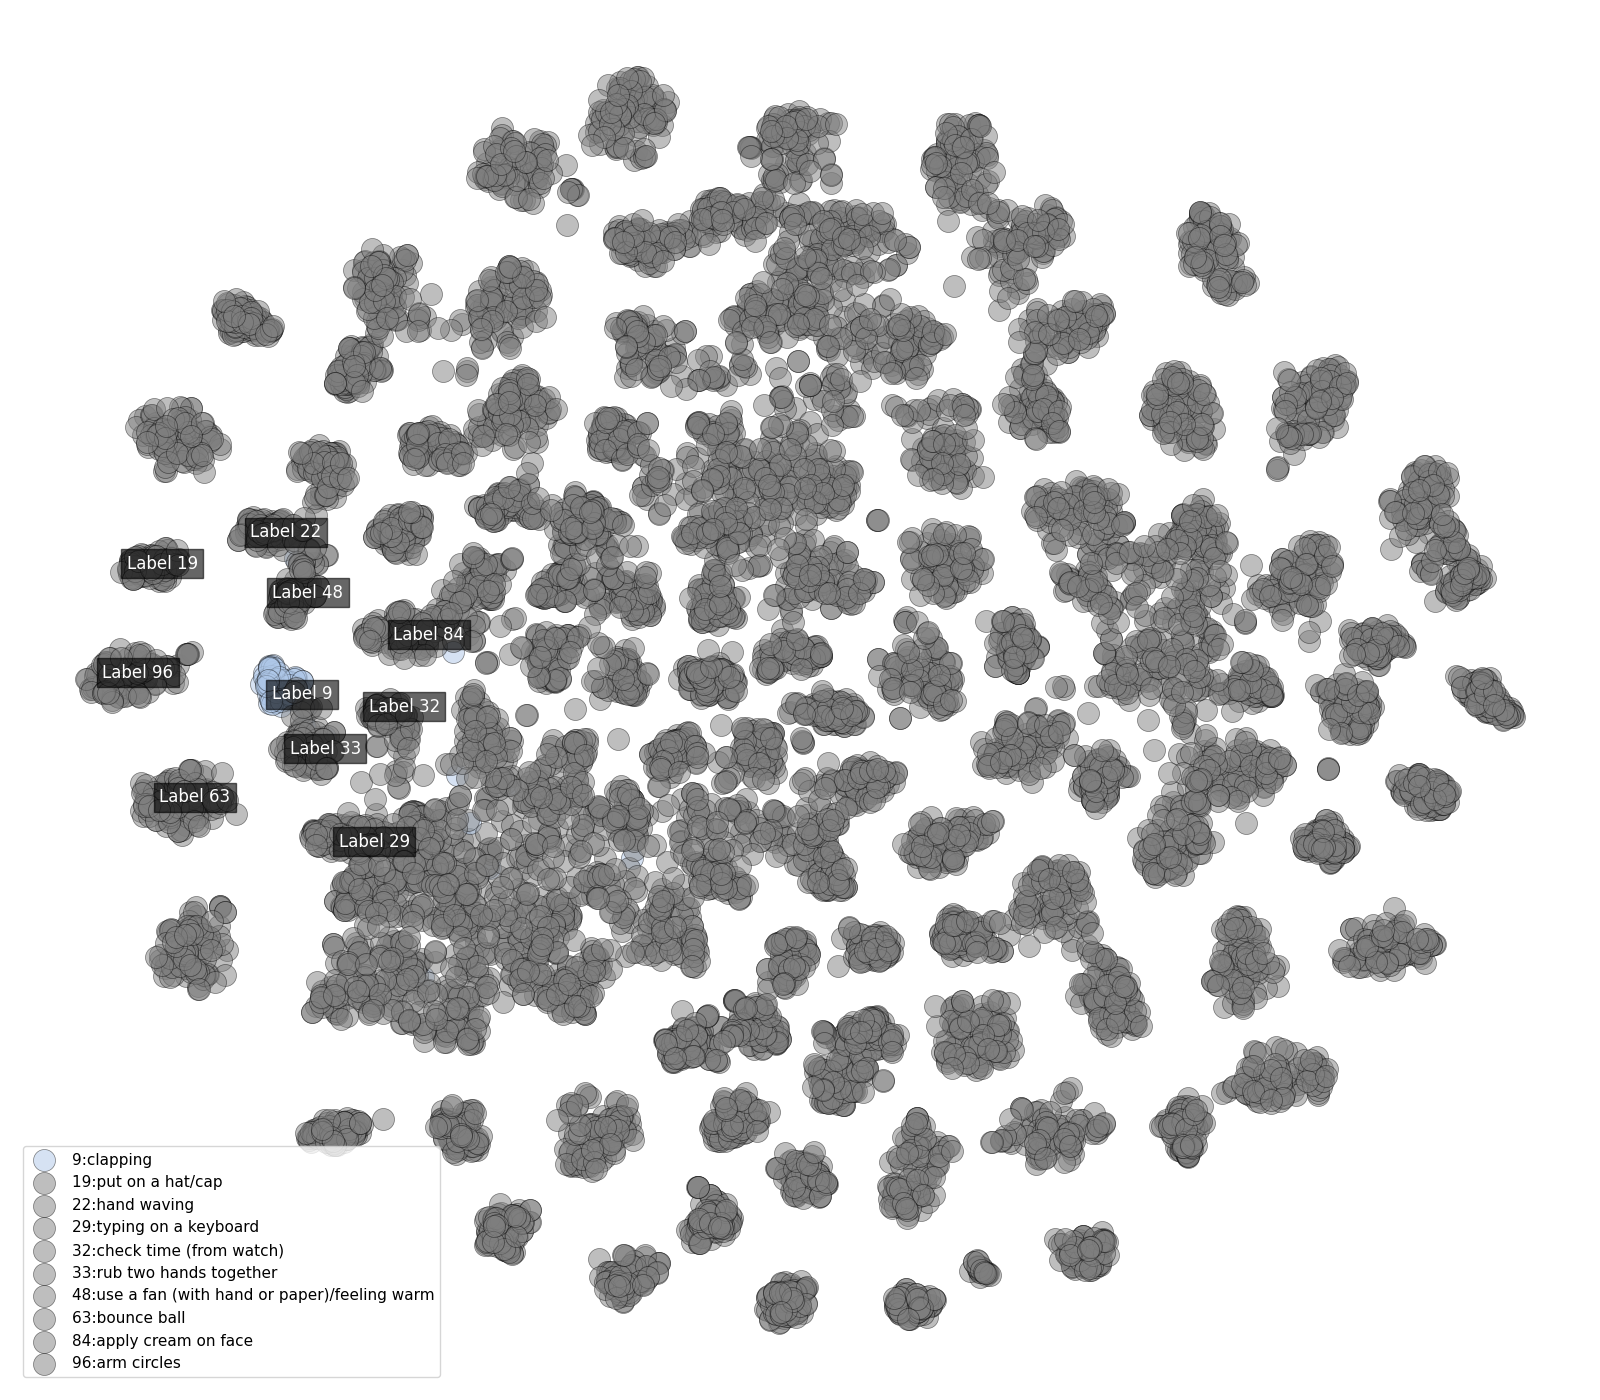 Label 22
Label 19
Label 48
Label 84
Label 96
Label 9
Label 32
Label 33
Label 63
Label 29
9:clapping
19:put on a hat/cap
22:hand waving
29:typing on a keyboard
32:check time (from watch)
33:rub two hands together
48:use a fan (with hand or paper)/feeling warm
63:bounce ball
84:apply cream on face
96:arm circles